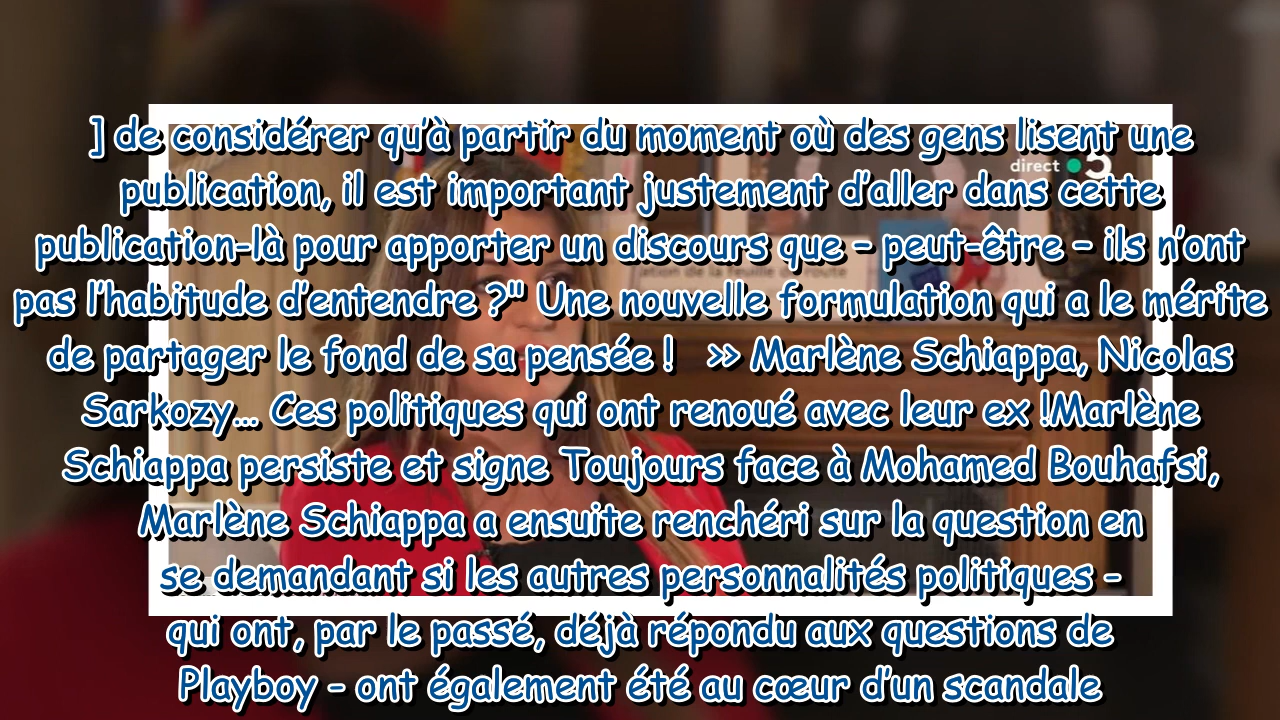 ] de considérer qu'à partir du moment où des gens lisent une
direct
publication, il est important justement d'aller dans cette
publication-là pour apporter un discours que – peut-être – ils n'ont
pas l'habitude d'entendre ?" Une nouvelle formulation qui a le mérite
de partager le fond de sa pensée ! >> Marlène Schiappa, Nicolas
Sarkozy... Ces politiques qui ont renoué avec leur ex !Marlène
Schiappa persiste et signe Toujours face à Mohamed Bouhafsi,
Marlène Schiappa a ensuite renchéri sur la question en
se demandant si les autres personnalités politiques –
qui ont, par le passé, déjà répondu aux questions de
Playboy – ont également été au cœur d'un scandale